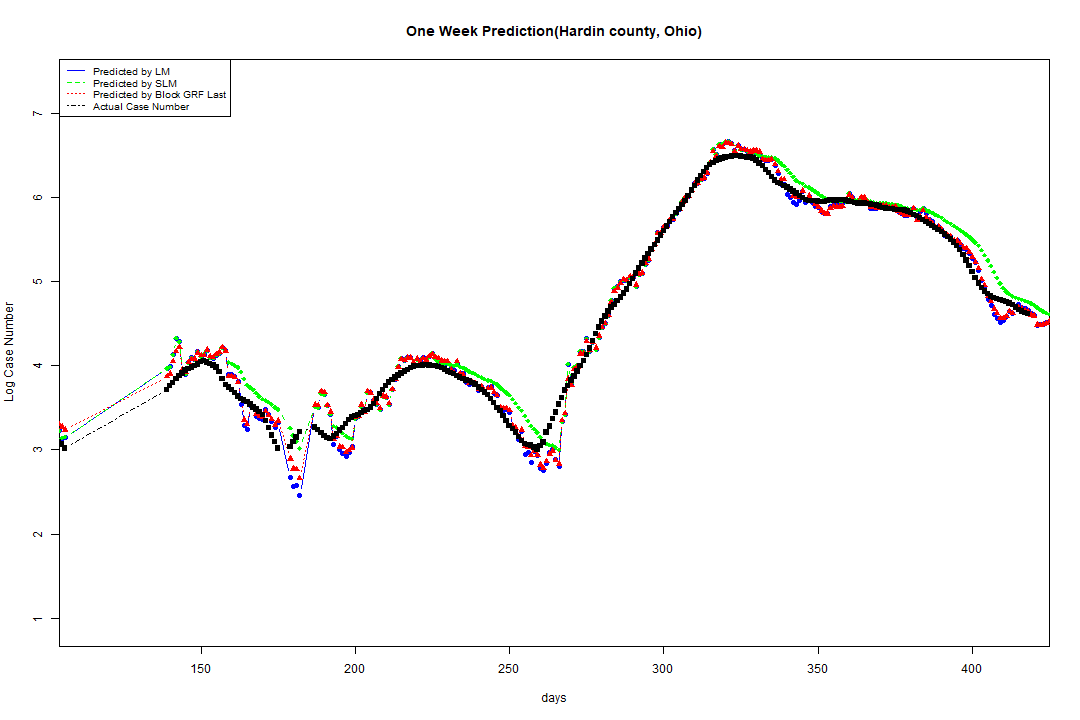 One Week Prediction(Hardin county, Ohio)
Predicted by LM
Predicted by SLM
Predicted by Block GRF Last
Actual Case Number
7
6
5
4
3
2
1
Log Case Number
150 200 250 300 350 400
days